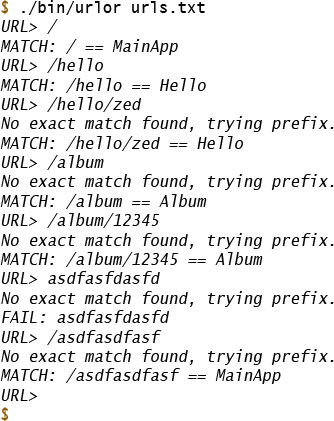 $ ./bin/urlor urls.txt
URL> /
MATCH: / == MainApp
URL> /hello
MATCH: /hello == Hello
URL> /hello/zed
No exact match found, trying prefix.
MATCH: /hello/zed == Hello
URL> /album
No exact match found, trying prefix.
MATCH: /album == Album
URL> /album/12345
No exact match found, trying prefix.
MATCH: /album/12345 == Album
URL> asdfasfdasfd
No exact match found, trying prefix.
FAIL: asdfasfdasfd
URL> /asdfasdfasf
No exact match found, trying prefix.
MATCH: /asdfasdfasf == MainApp
URL>
$